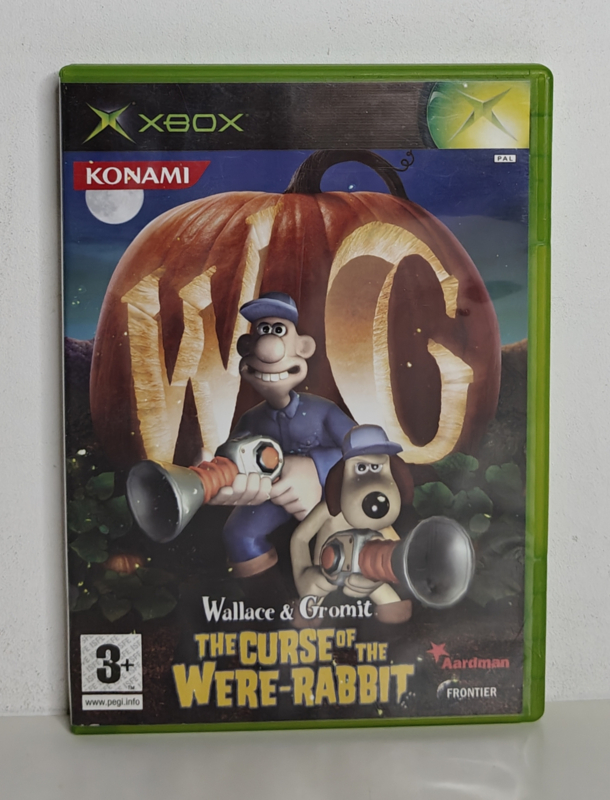 XBOX
PAL
KONAMI
WG
Wallace & Gromit
THE CURSE OF THE
WERE-RABBIT
3+
www.pegi.info
Aardman
FRONTIER